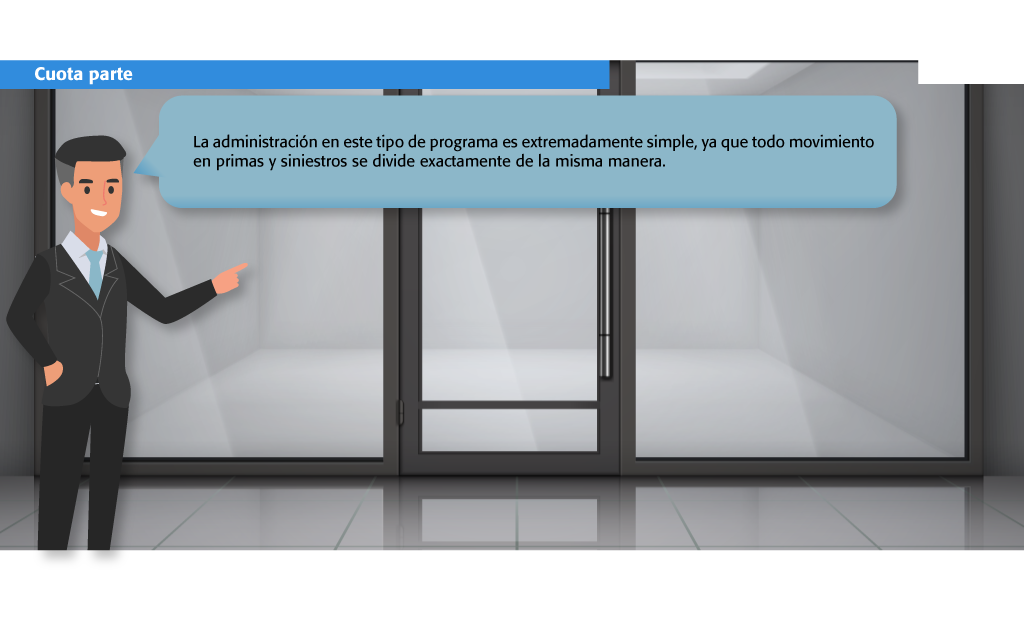 Cuota parte
La administración en este tipo de programa es extremadamente simple, ya que todo movimiento
en primas y siniestros se divide exactamente de la misma manera.